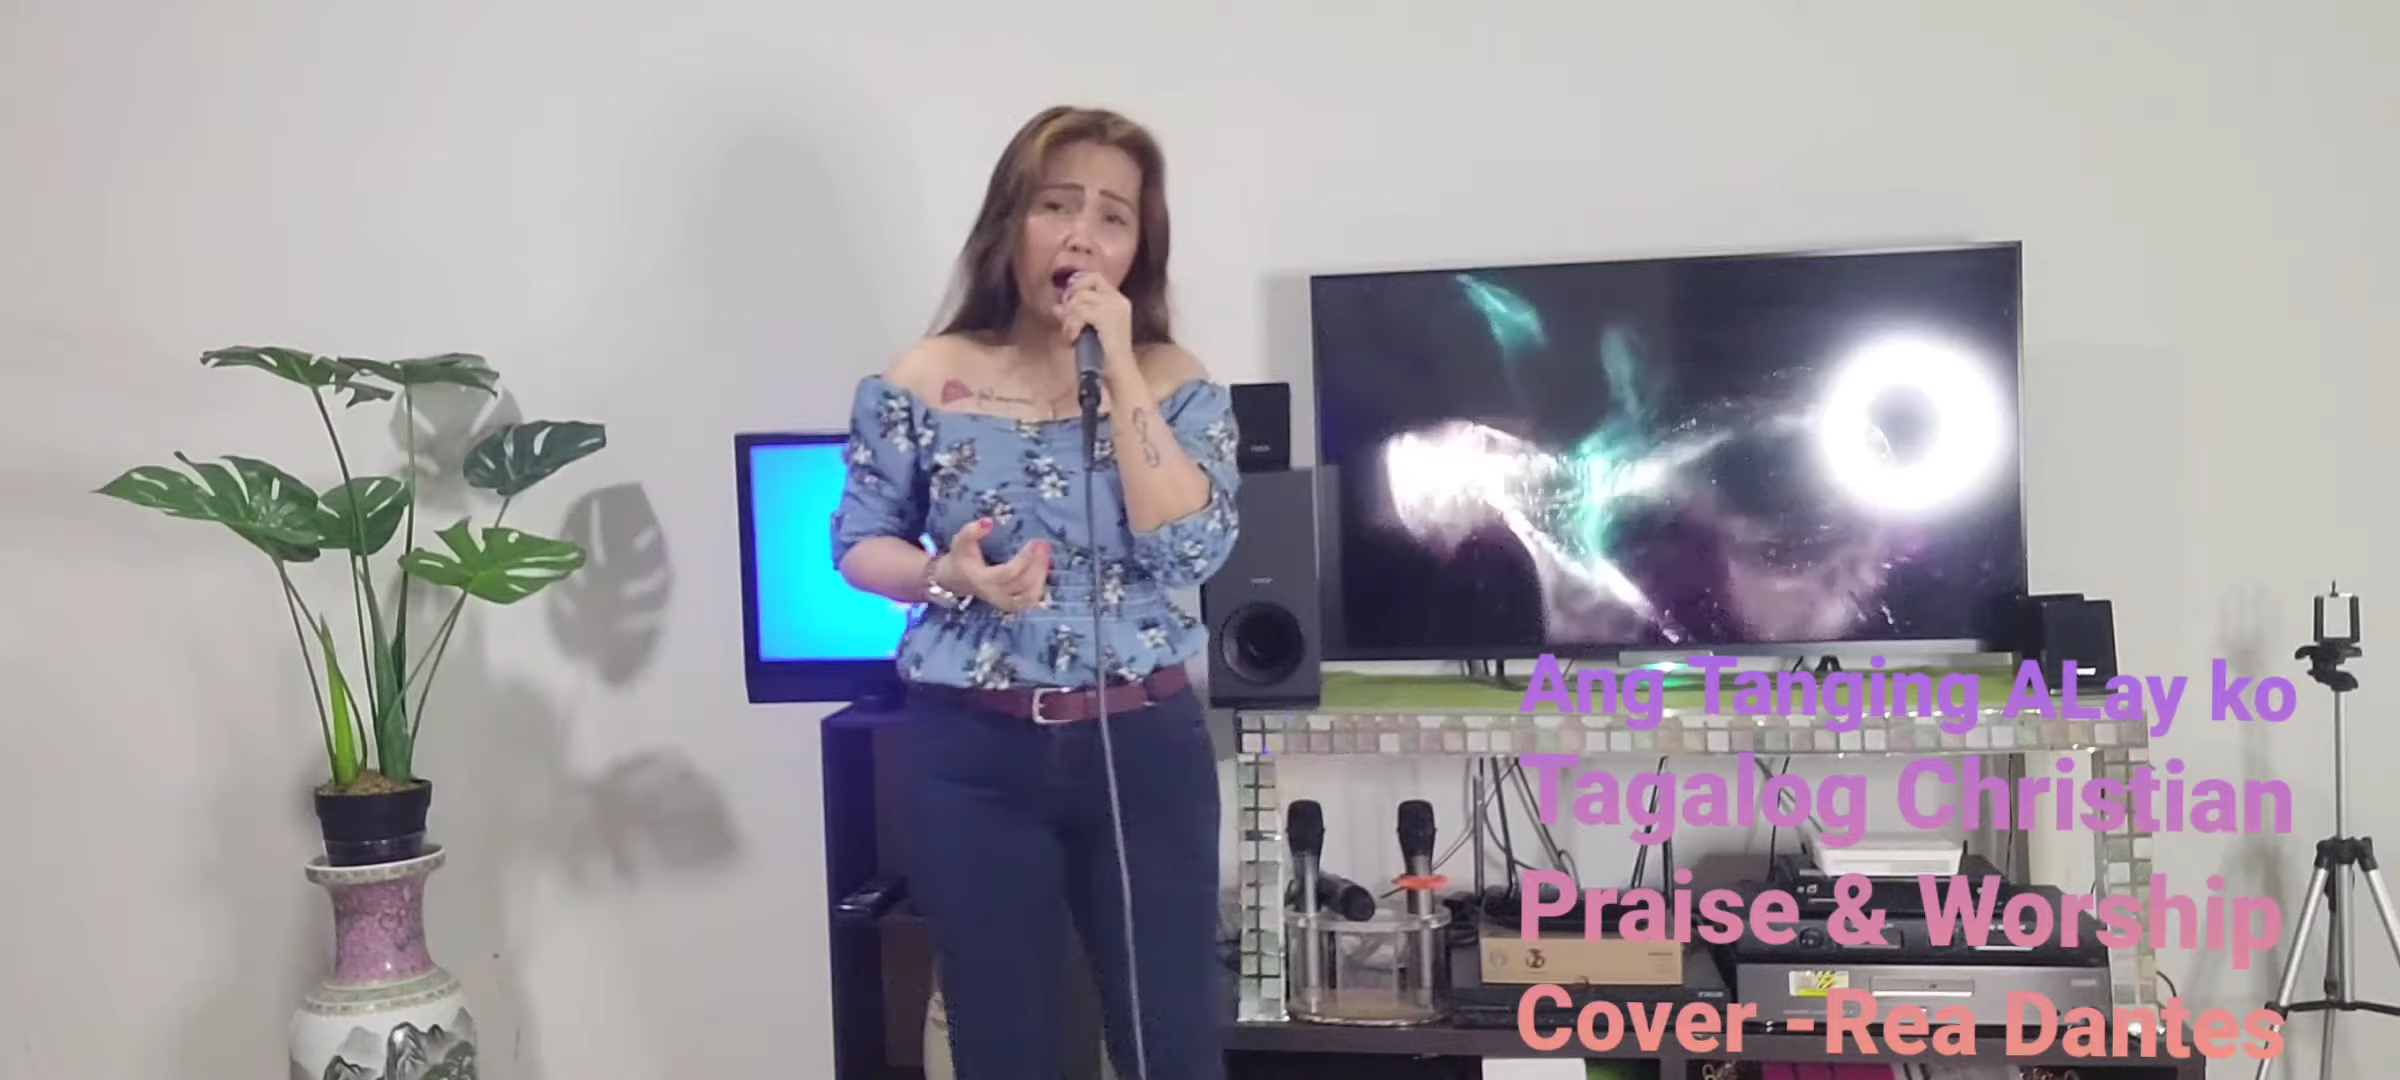 Ang Tanging ALay ko
Tagalog Christian
Praise & Worship
Cover -Rea Dantes